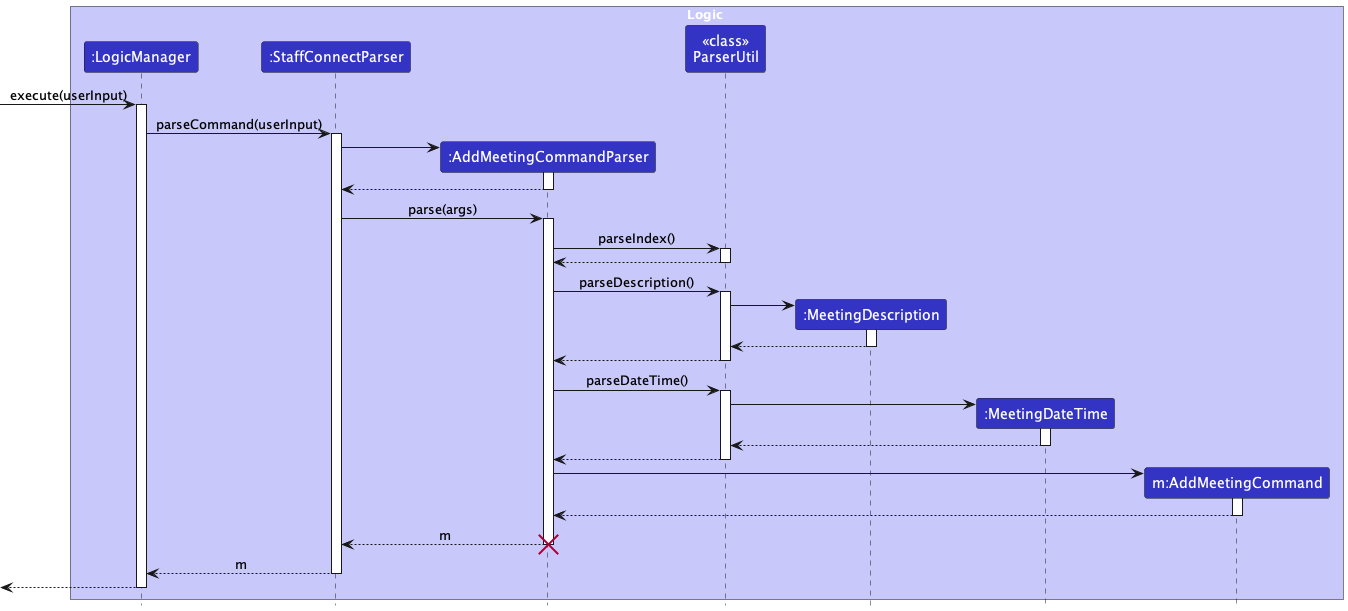 Logic
«class»
ParserUtil
:LogicManager
:StaffConnectParser
execute(userInput)
parseCommand(userInput)
:AddMeetingCommandParser
parse(args)
parseIndex()
parseDescription()
:MeetingDescription
parseDateTime()
:MeetingDateTime
m:AddMeetingCommand
m
m